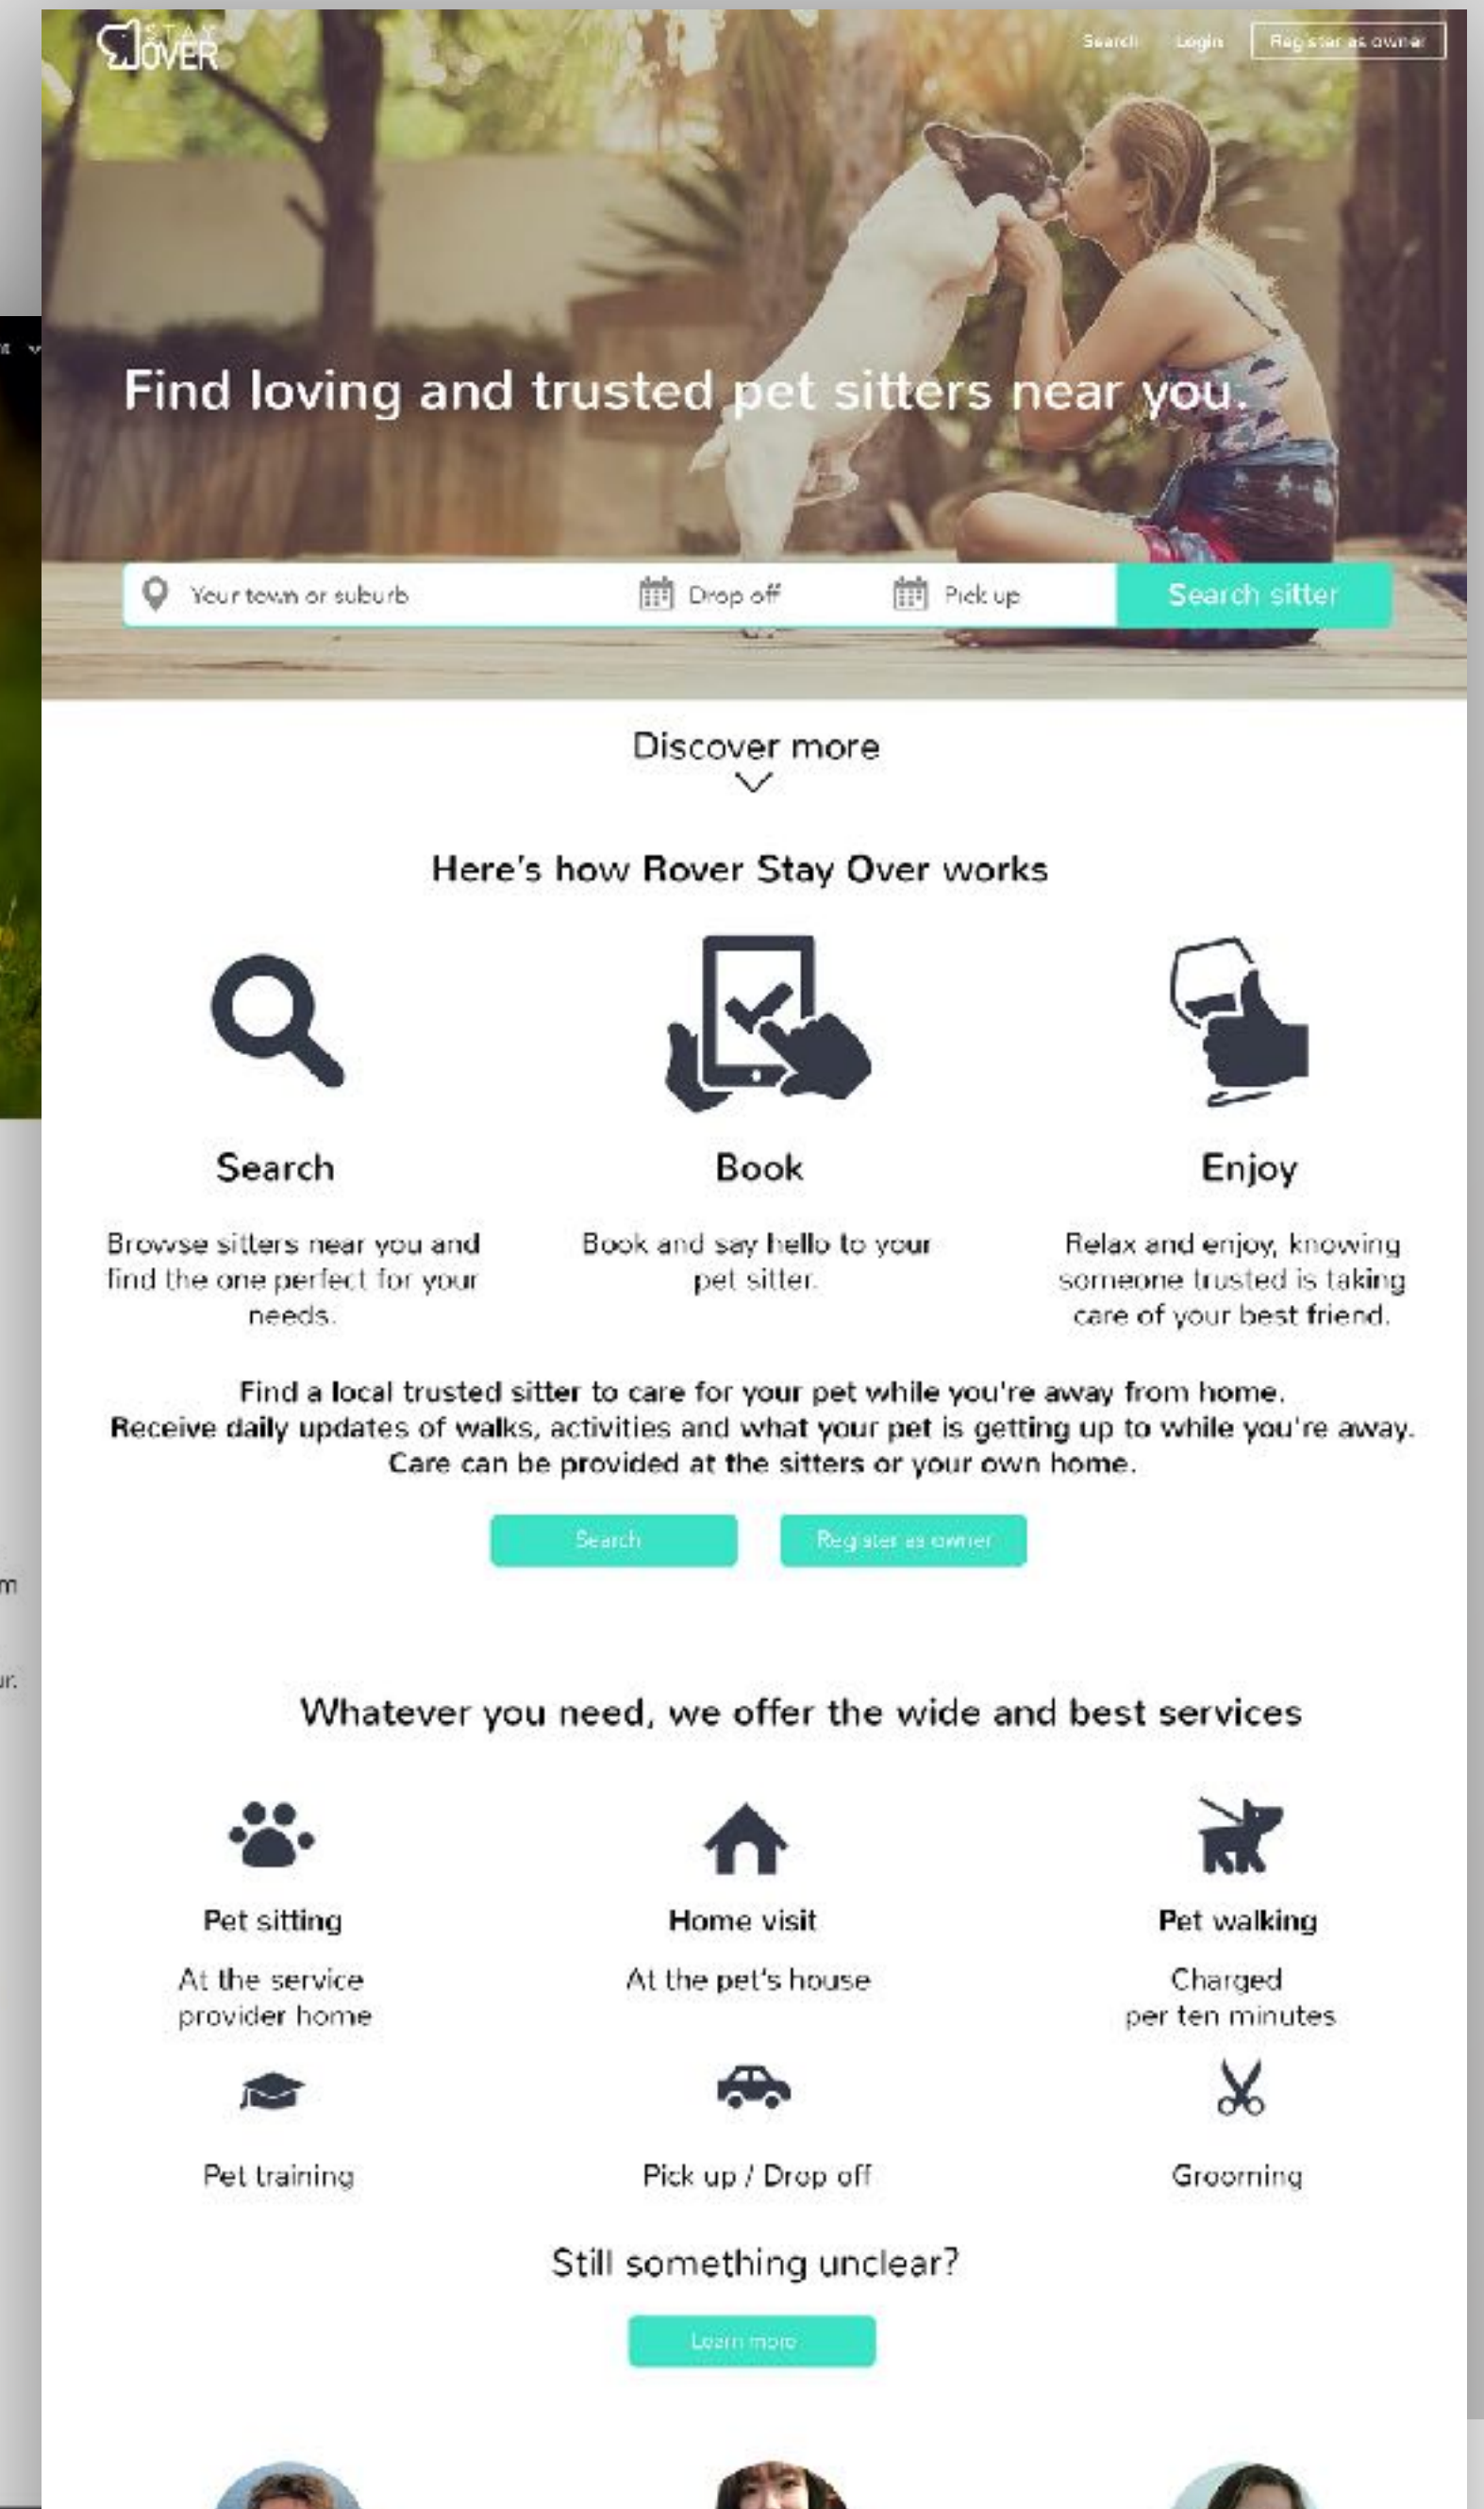 STAY
OVER
Search Login Register as owner
Find loving and trusted pet sitters near you.
Your town or suburb Drop off Pick up Search sitter
Discover more
Here's how Rover Stay Over works
Search Book Enjoy
Browse sitters near you and
find the one perfect for your
needs.
Book and say hello to your
pet sitter.
Relax and enjoy, knowing
someone trusted is taking
care of your best friend.
Find a local trusted sitter to care for your pet while you're away from home.
Receive daily updates of walks, activities and what your pet is getting up to while you're away.
Care can be provided at the sitters or your own home.
Search Register as owner
Whatever you need, we offer the wide and best services
Pet sitting Home visit Pet walking
At the service
provider home
At the pet's house
Charged
per ten minutes
Pet training Pick up / Drop off Grooming
Still something unclear?
Learn more